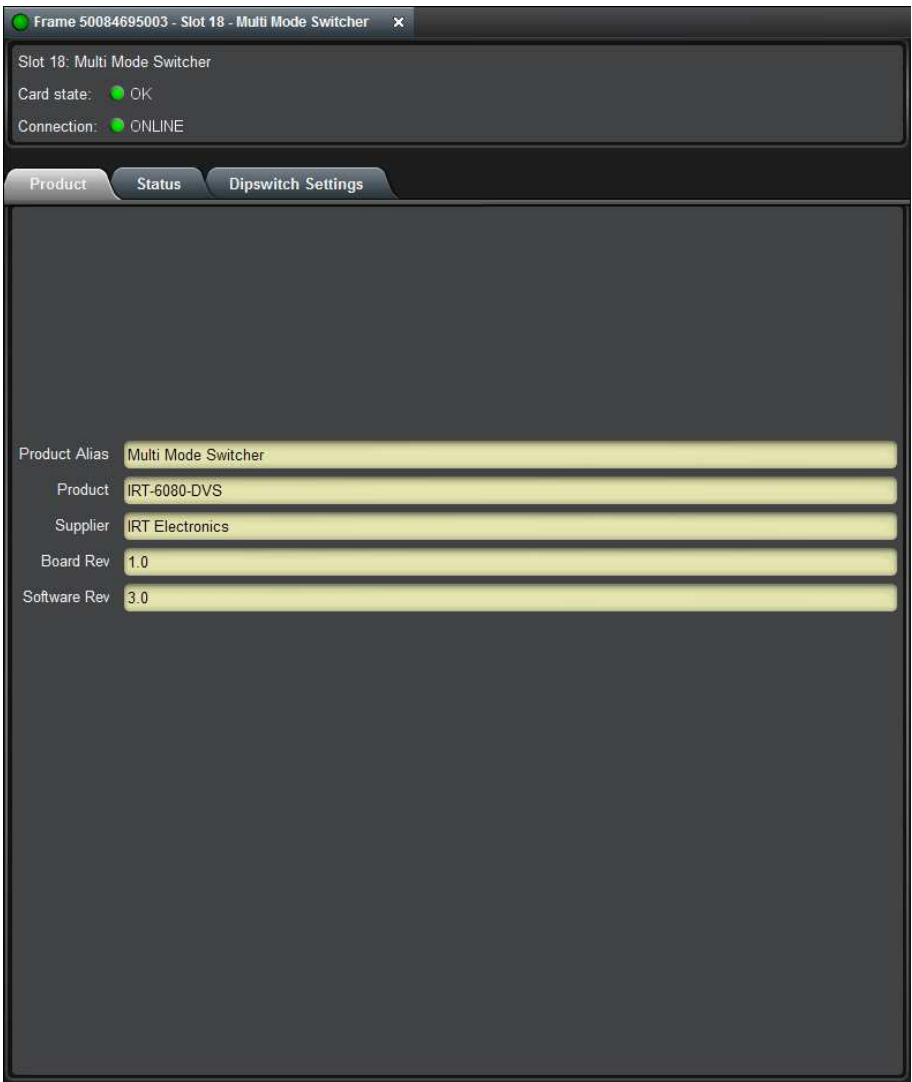 Frame 50084695003 - Slot 18 - Multi Mode Switcher x
Slot 18: Multi Mode Switcher
Card state: OK
Connection: ONLINE
Product Status Dipswitch Settings
Product Alias Multi Mode Switcher
Product IRT-6080-DVS
Supplier IRT Electronics
Board Rev 1.0
Software Rev 3.0